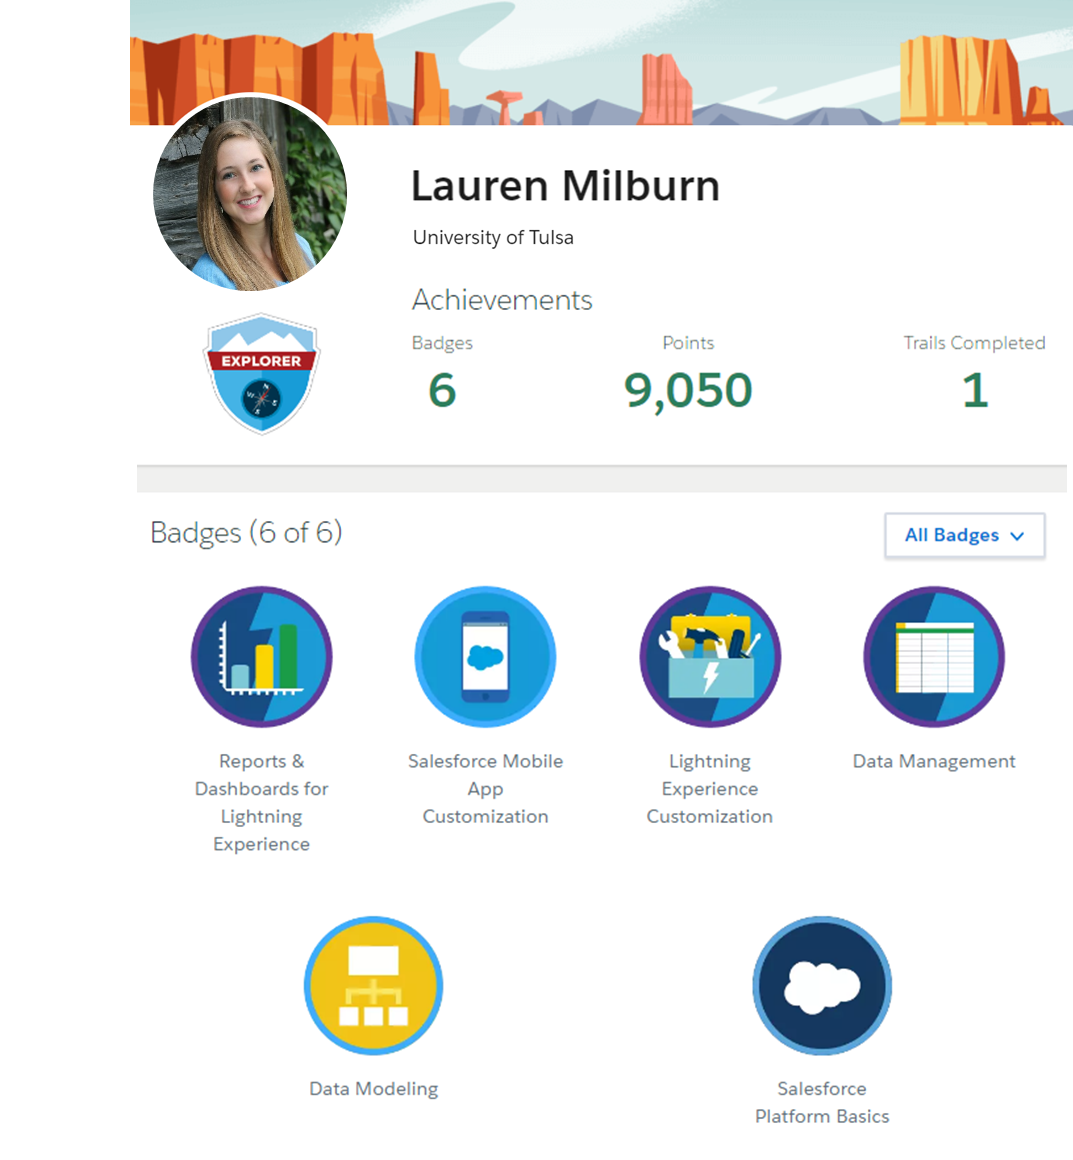 Lauren Milburn
University of Tulsa
Achievements
Badges Points Trails Completed
6 9,050 1
EXPLORER
N
W E
S
Badges (6 of 6)
All Badges
Reports &
Dashboards for
Lightning
Experience
Salesforce Mobile
App
Customization
Lightning
Experience
Customization
Data Management
Data Modeling
Salesforce
Platform Basics